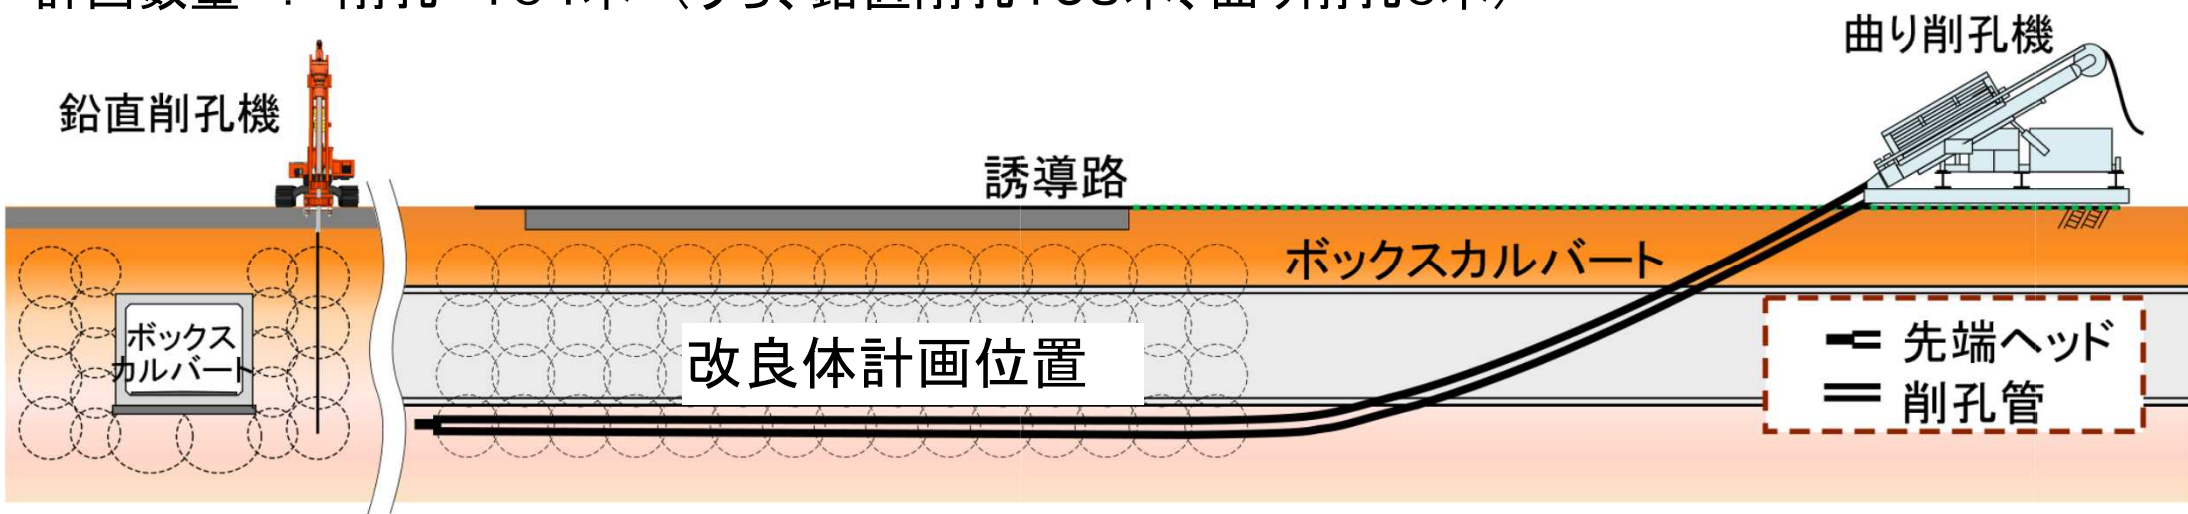 曲り削孔機
鉛直削孔機
誘導路
ボックスカルバート
ボックス
カルバート
改良体計画位置
先端ヘッド
削孔管